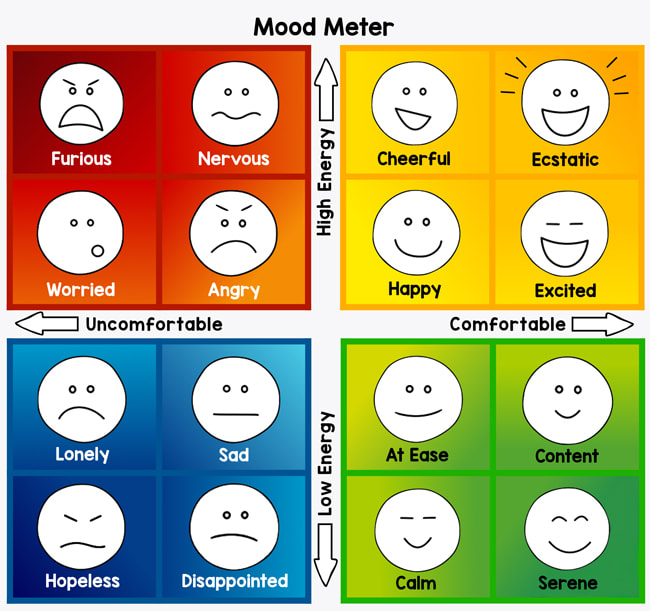 Mood Meter
Furious
Nervous
Cheerful
Ecstatic
High Energy
Worried
Angry
Happy
Excited
Uncomfortable
Comfortable
Lonely
Sad
At Ease
Content
Low Energy
Hopeless
Disappointed
Calm
Serene